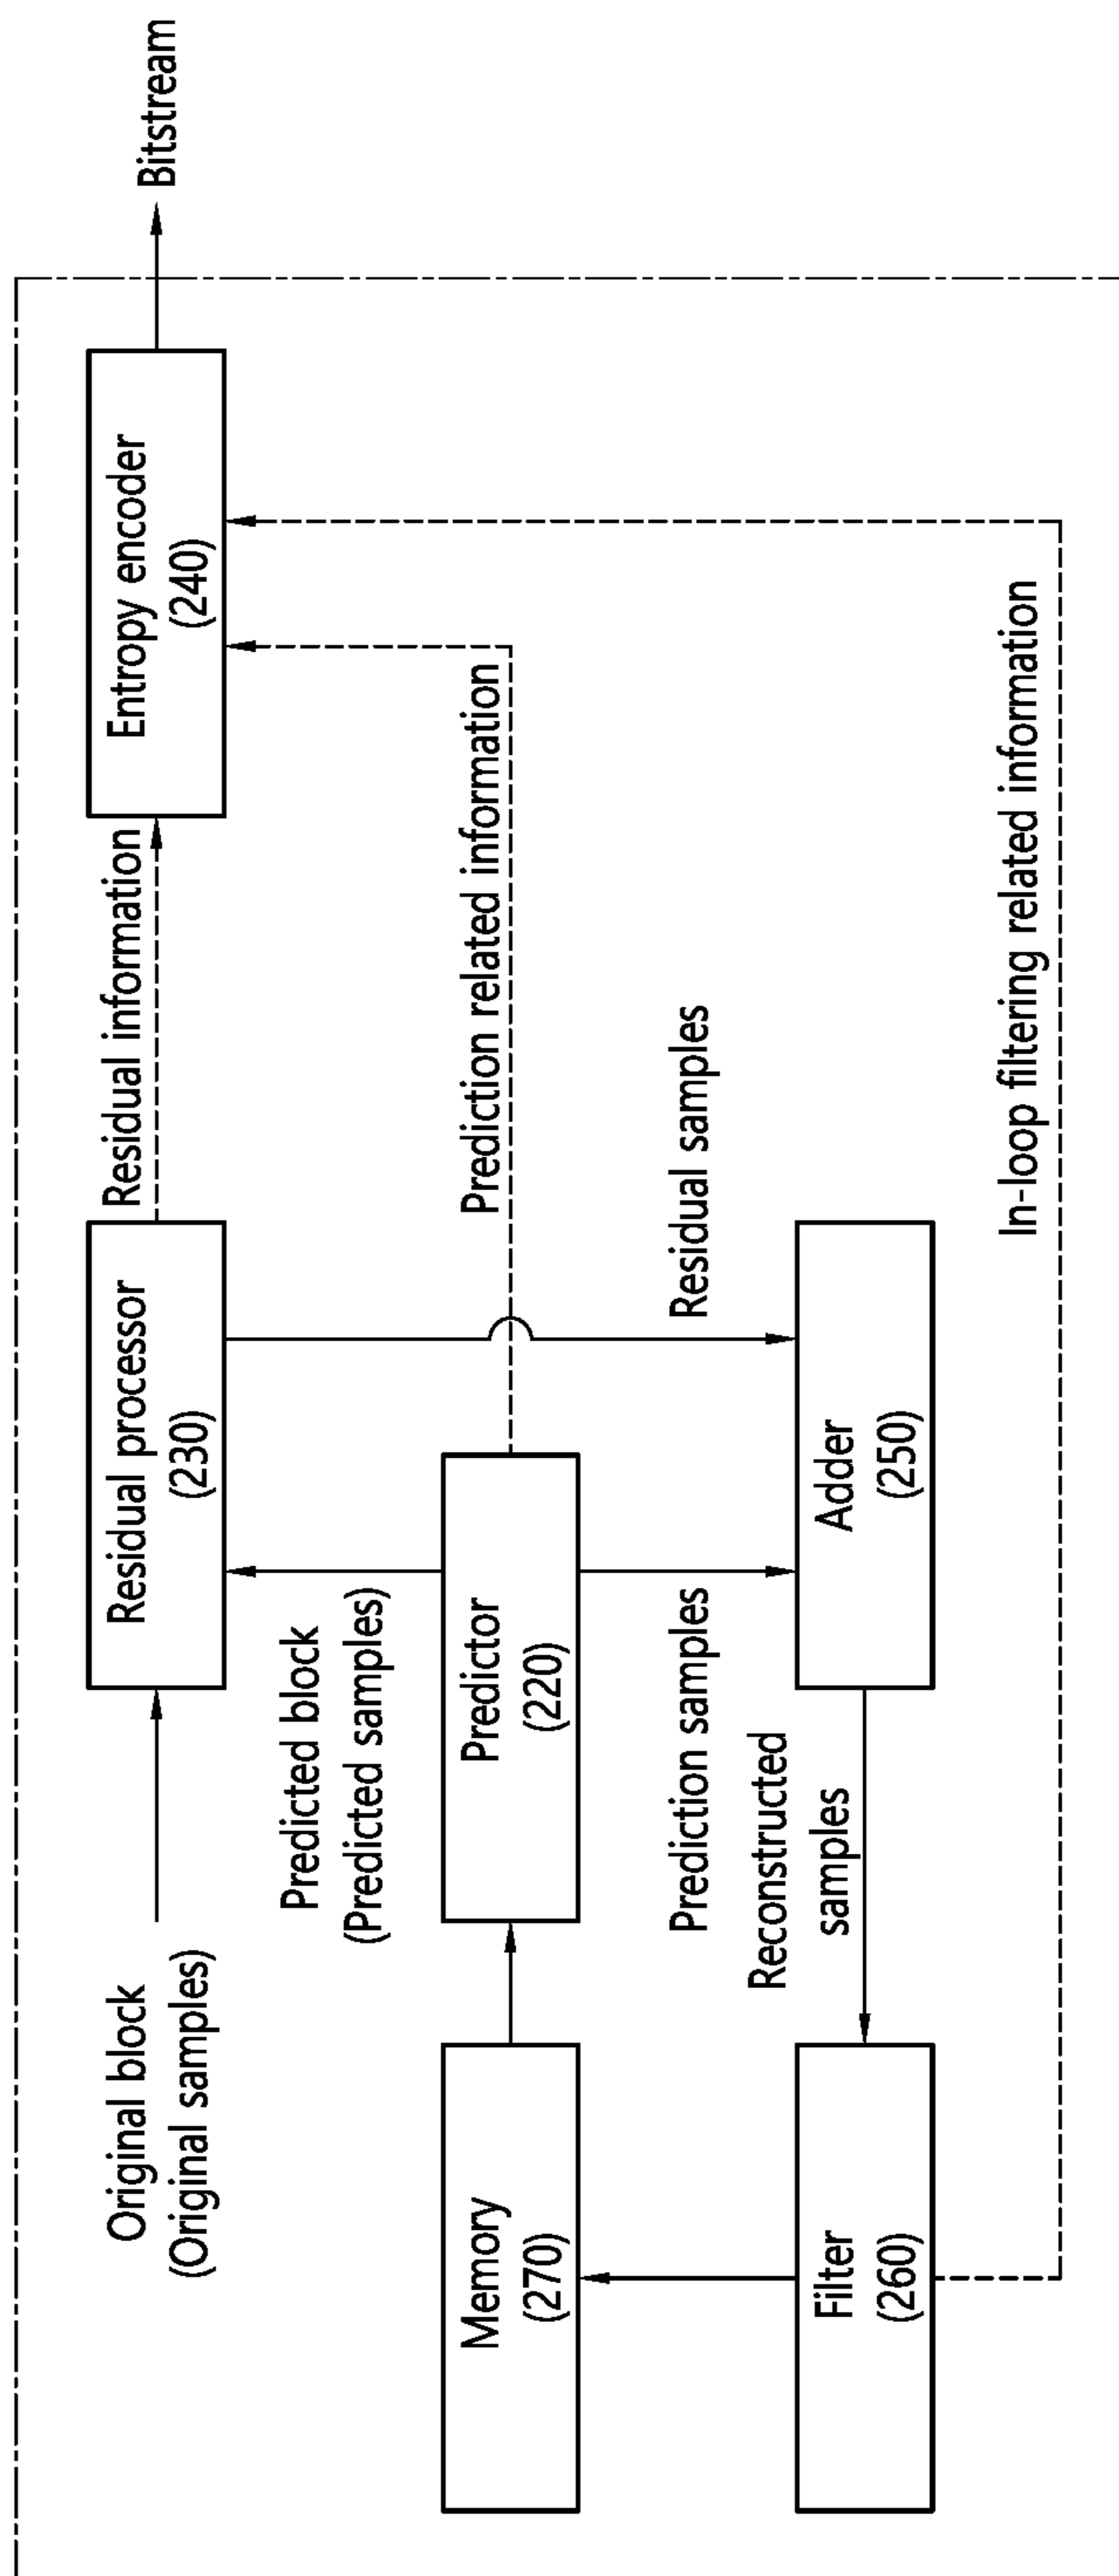 Original block
(Original samples)
Residual processor
(230)
Residual information
Entropy encoder
(240)
Bitstream
Predicted block
(Predicted samples)
Memory
(270)
Predictor
(220)
Prediction related information
Prediction samples
Residual samples
Reconstructed
samples
Filter
(260)
Adder
(250)
In-loop filtering related information